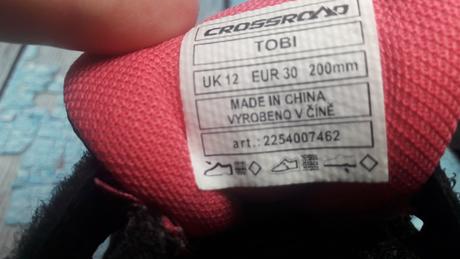 CROSSROAD
TOBI
UK 12 EUR 30 200mm
MADE IN CHINA
VYROBENO V ČÍNĚ
art.: 2254007462